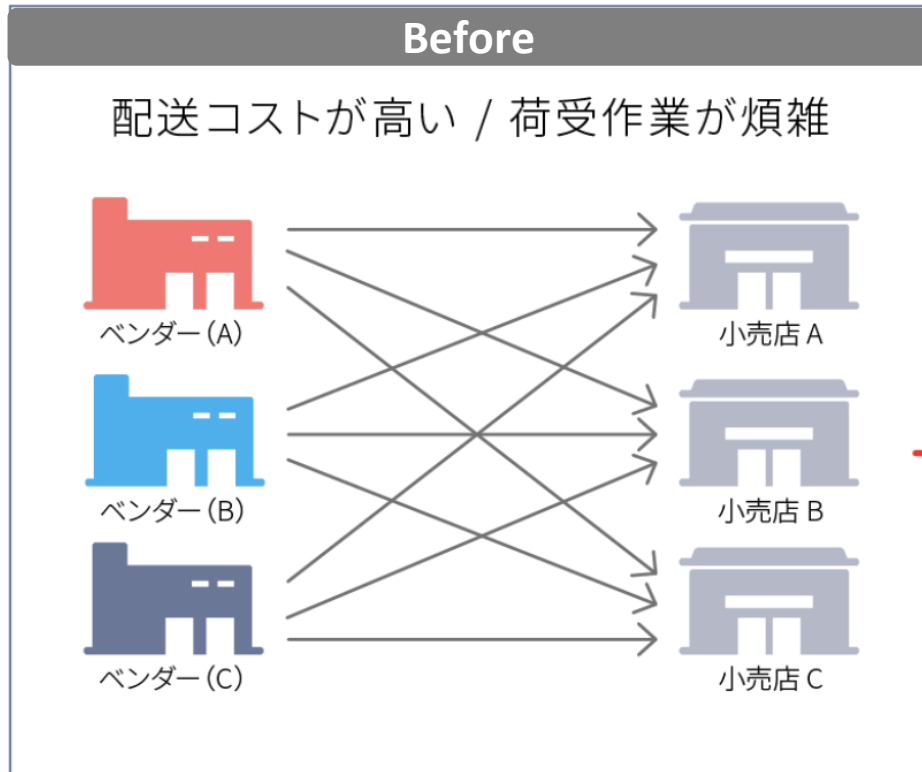 Before
配送コストが高い / 荷受作業が煩雑
ベンダー(A)
小売店 A
ベンダー(B)
小売店 B
ベンダー(C)
小売店 C